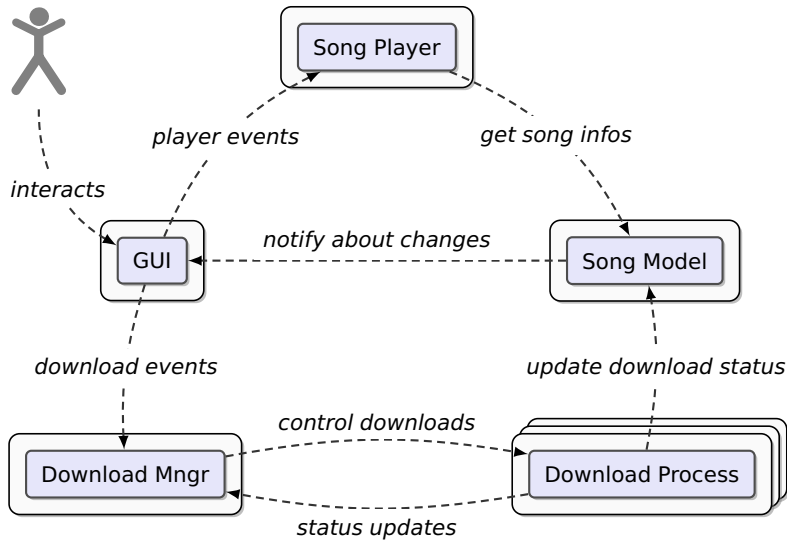 Song Player
player events
get song infos
interacts
notify about changes
GUI
Song Model
download events
update download status
control downloads
Download Mngr
Download Process
status updates